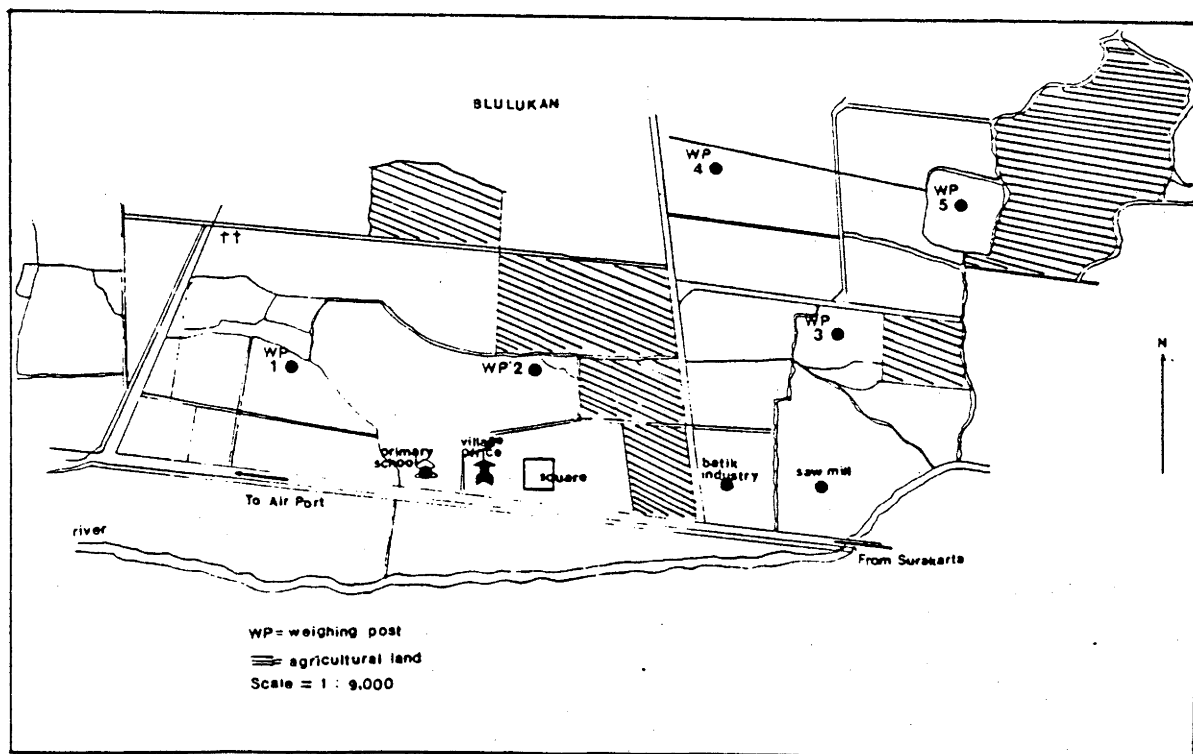 BLULUKAN
WP
4
WP
5
WP
3
N
WP
1
WP 2
primary
school
village
office
square
batik
industry
saw mill
To Air Port
river
From Surakarta
WP = weighing post
agricultural land
Scale = 1 : 9.000